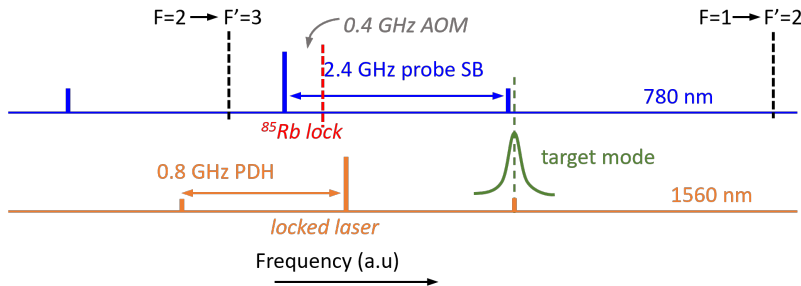 F=2 → F’=3
0.4 GHz AOM
F=1 → F’=2
2.4 GHz probe SB
780 nm
⁸⁵Rb lock
0.8 GHz PDH
target mode
1560 nm
locked laser
Frequency (a.u)